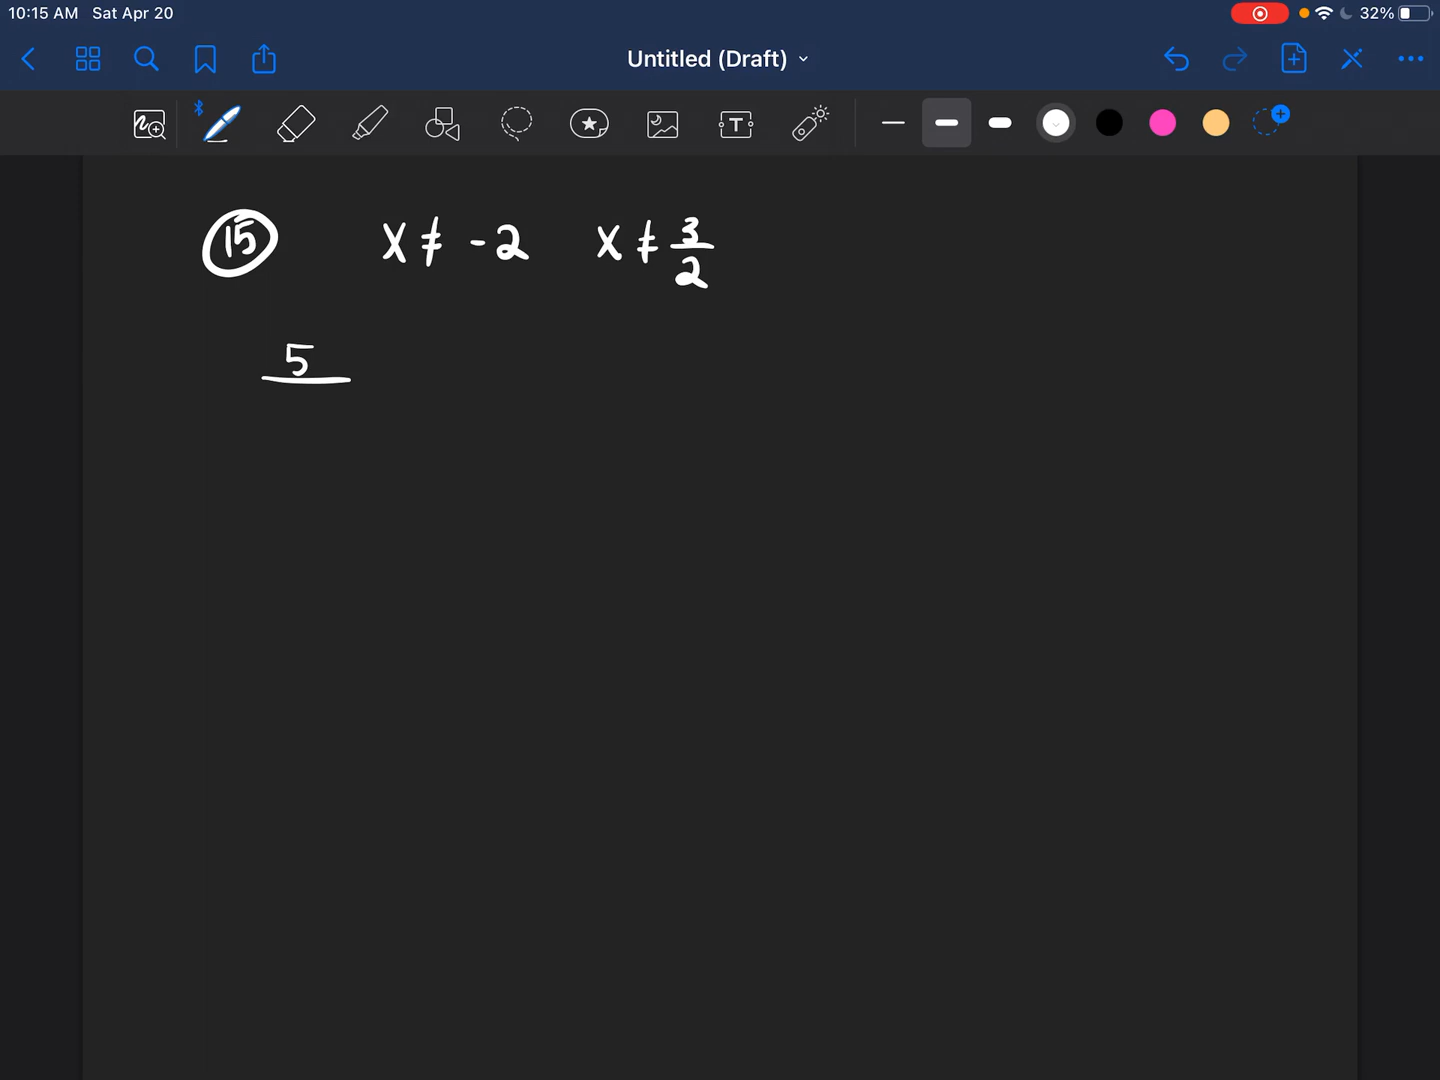 10:15 AM Sat Apr 20 32%
Untitled (Draft)
T
15 x ≠ -2 x ≠ 3/2
5